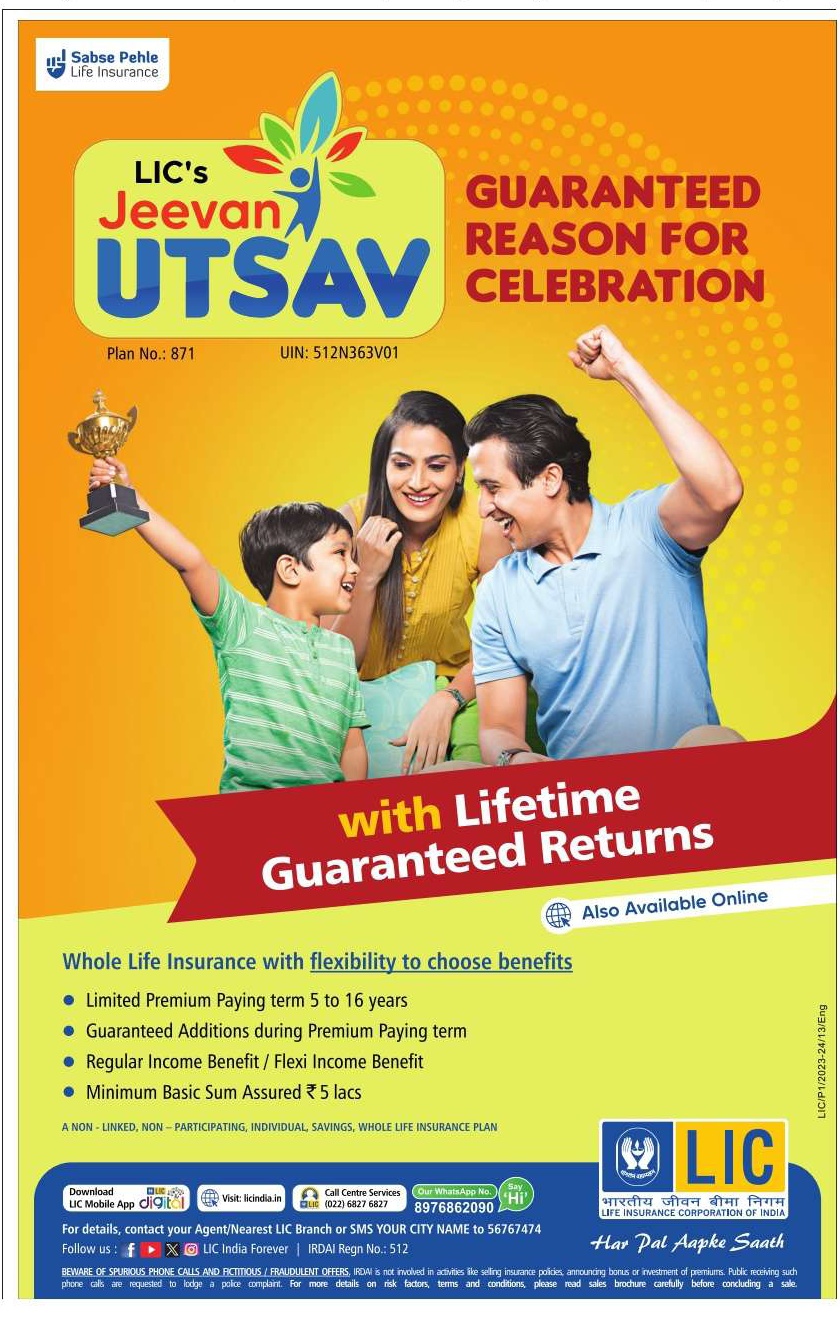 Sabse Pehle
Life Insurance
LIC's
Jeevan
UTSAV
GUARANTEED
REASON FOR
CELEBRATION
Plan No.: 871
UIN: 512N363V01
with Lifetime
Guaranteed Returns
Also Available Online
Whole Life Insurance with flexibility to choose benefits
● Limited Premium Paying term 5 to 16 years
● Guaranteed Additions during Premium Paying term
● Regular Income Benefit / Flexi Income Benefit
● Minimum Basic Sum Assured ₹ 5 lacs
A NON - LINKED, NON – PARTICIPATING, INDIVIDUAL, SAVINGS, WHOLE LIFE INSURANCE PLAN
LIC/P1/2023-24/13/Eng
LIC
भारतीय जीवन बीमा निगम
LIFE INSURANCE CORPORATION OF INDIA
Har Pal Aapke Saath
Download
LIC Mobile App
LIC
digital
Visit: licindia.in
LIC
Call Centre Services
(022) 6827 6827
Our WhatsApp No.
8976862090
Say
'Hi'
For details, contact your Agent/Nearest LIC Branch or SMS YOUR CITY NAME to 56767474
Follow us : LIC India Forever | IRDAI Regn No.: 512
BEWARE OF SPURIOUS PHONE CALLS AND FICTITIOUS / FRAUDULENT OFFERS. IRDAI is not involved in activities like selling insurance policies, announcing bonus or investment of premiums. Public receiving such
phone calls are requested to lodge a police complaint. For more details on risk factors, terms and conditions, please read sales brochure carefully before concluding a sale.